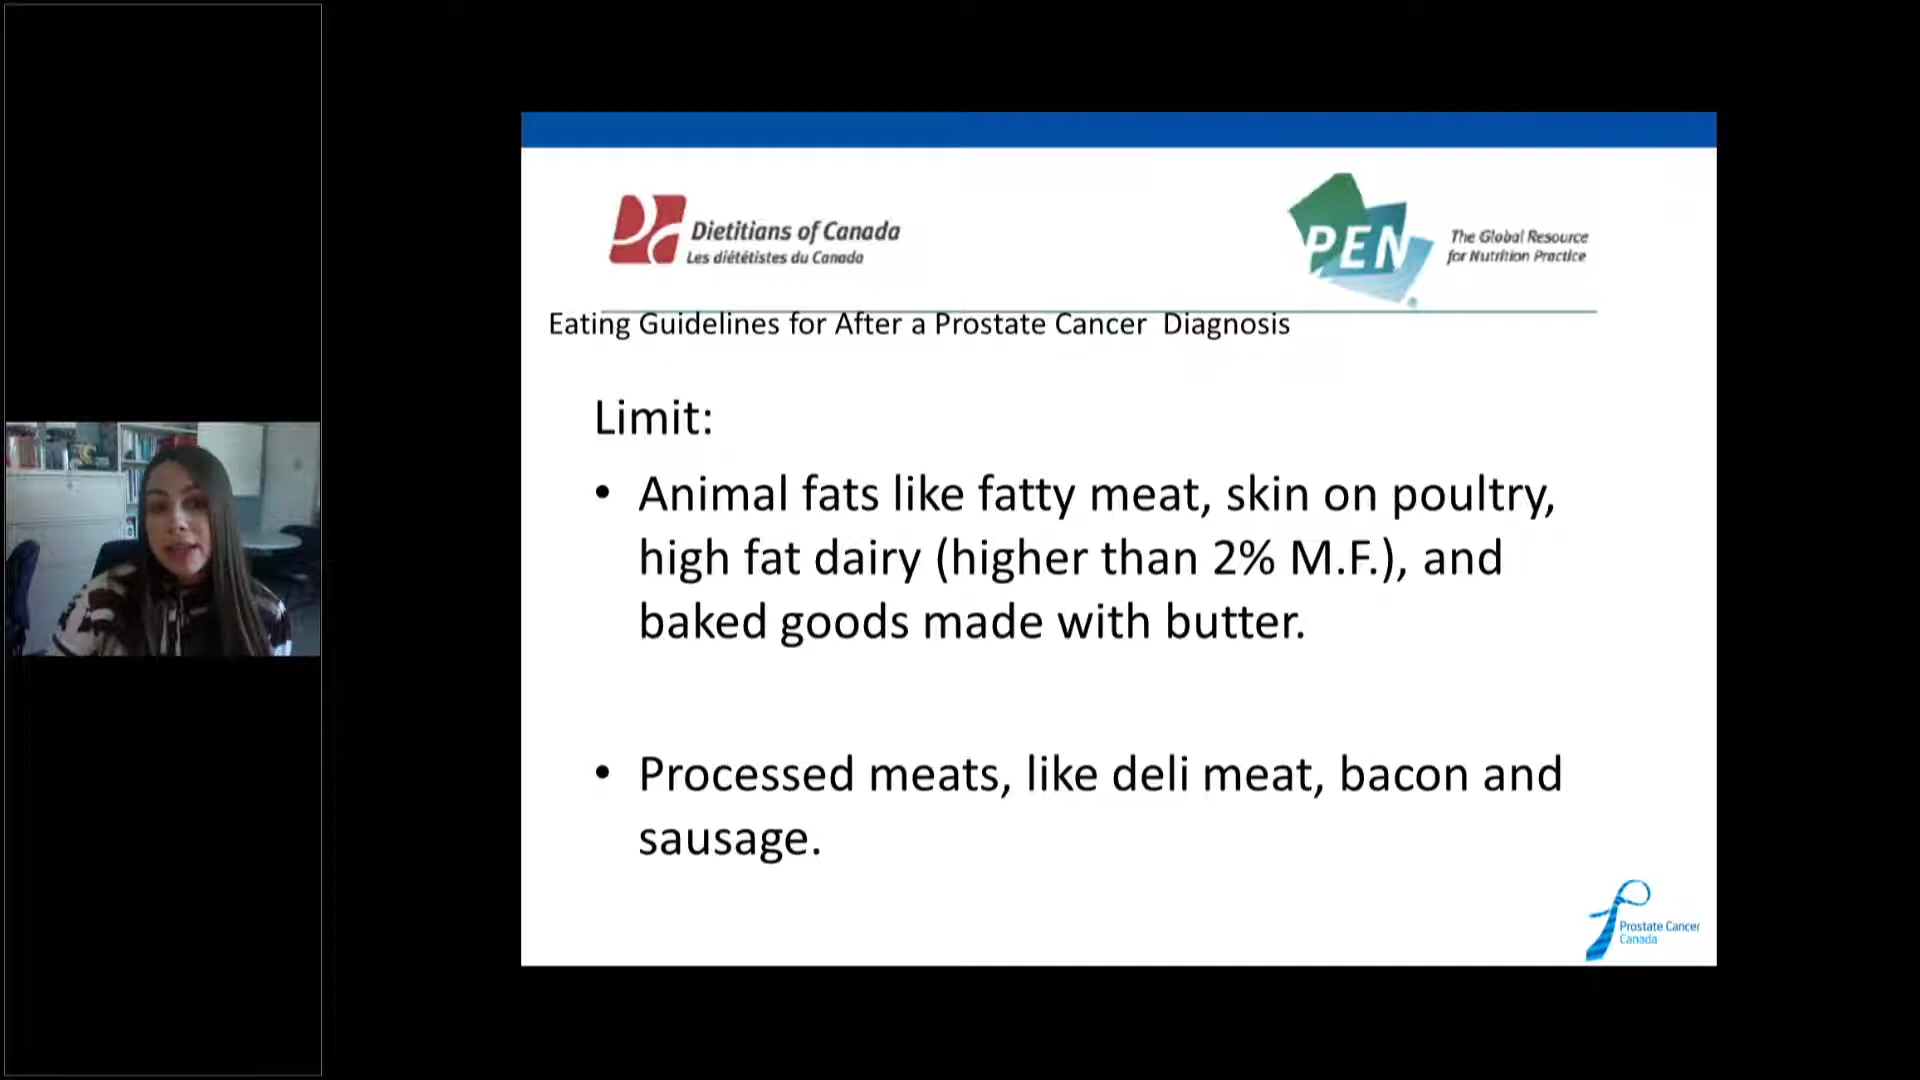 Dietitians of Canada
Les diététistes du Canada
PEN
The Global Resource
for Nutrition Practice
Eating Guidelines for After a Prostate Cancer  Diagnosis
Limit:
• Animal fats like fatty meat, skin on poultry,
high fat dairy (higher than 2% M.F.), and
baked goods made with butter.
• Processed meats, like deli meat, bacon and
sausage.
Prostate Cancer
Canada